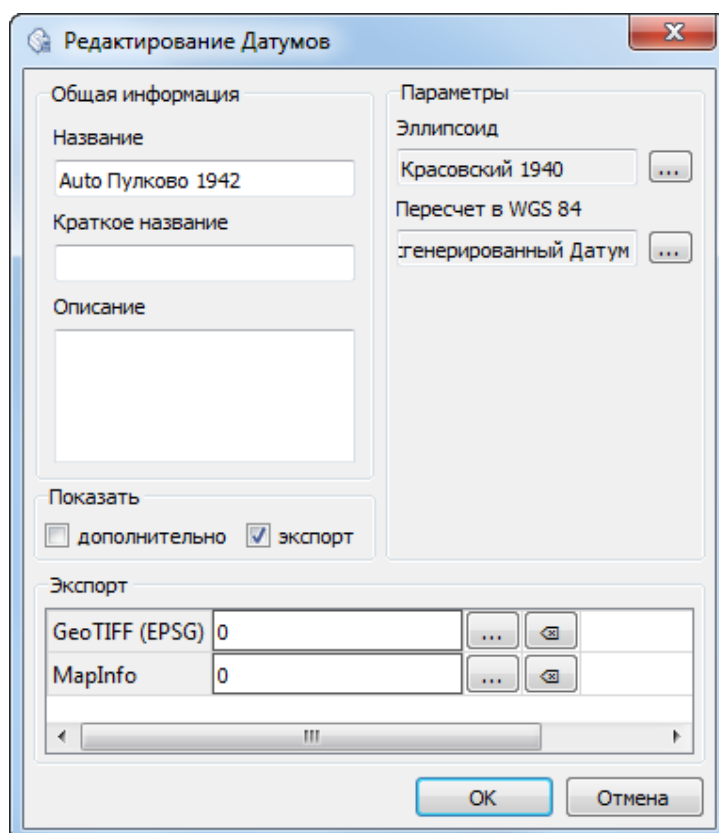 Редактирование Датумов
Общая информация
Название
Auto Пулково 1942
Краткое название
Описание
Показать
дополнительно
экспорт
Параметры
Эллипсоид
Красовский 1940
...
Пересчет в WGS 84
сгенерированный Датум
...
Экспорт
GeoTIFF (EPSG) 0 ...
MapInfo 0 ...
OK
Отмена